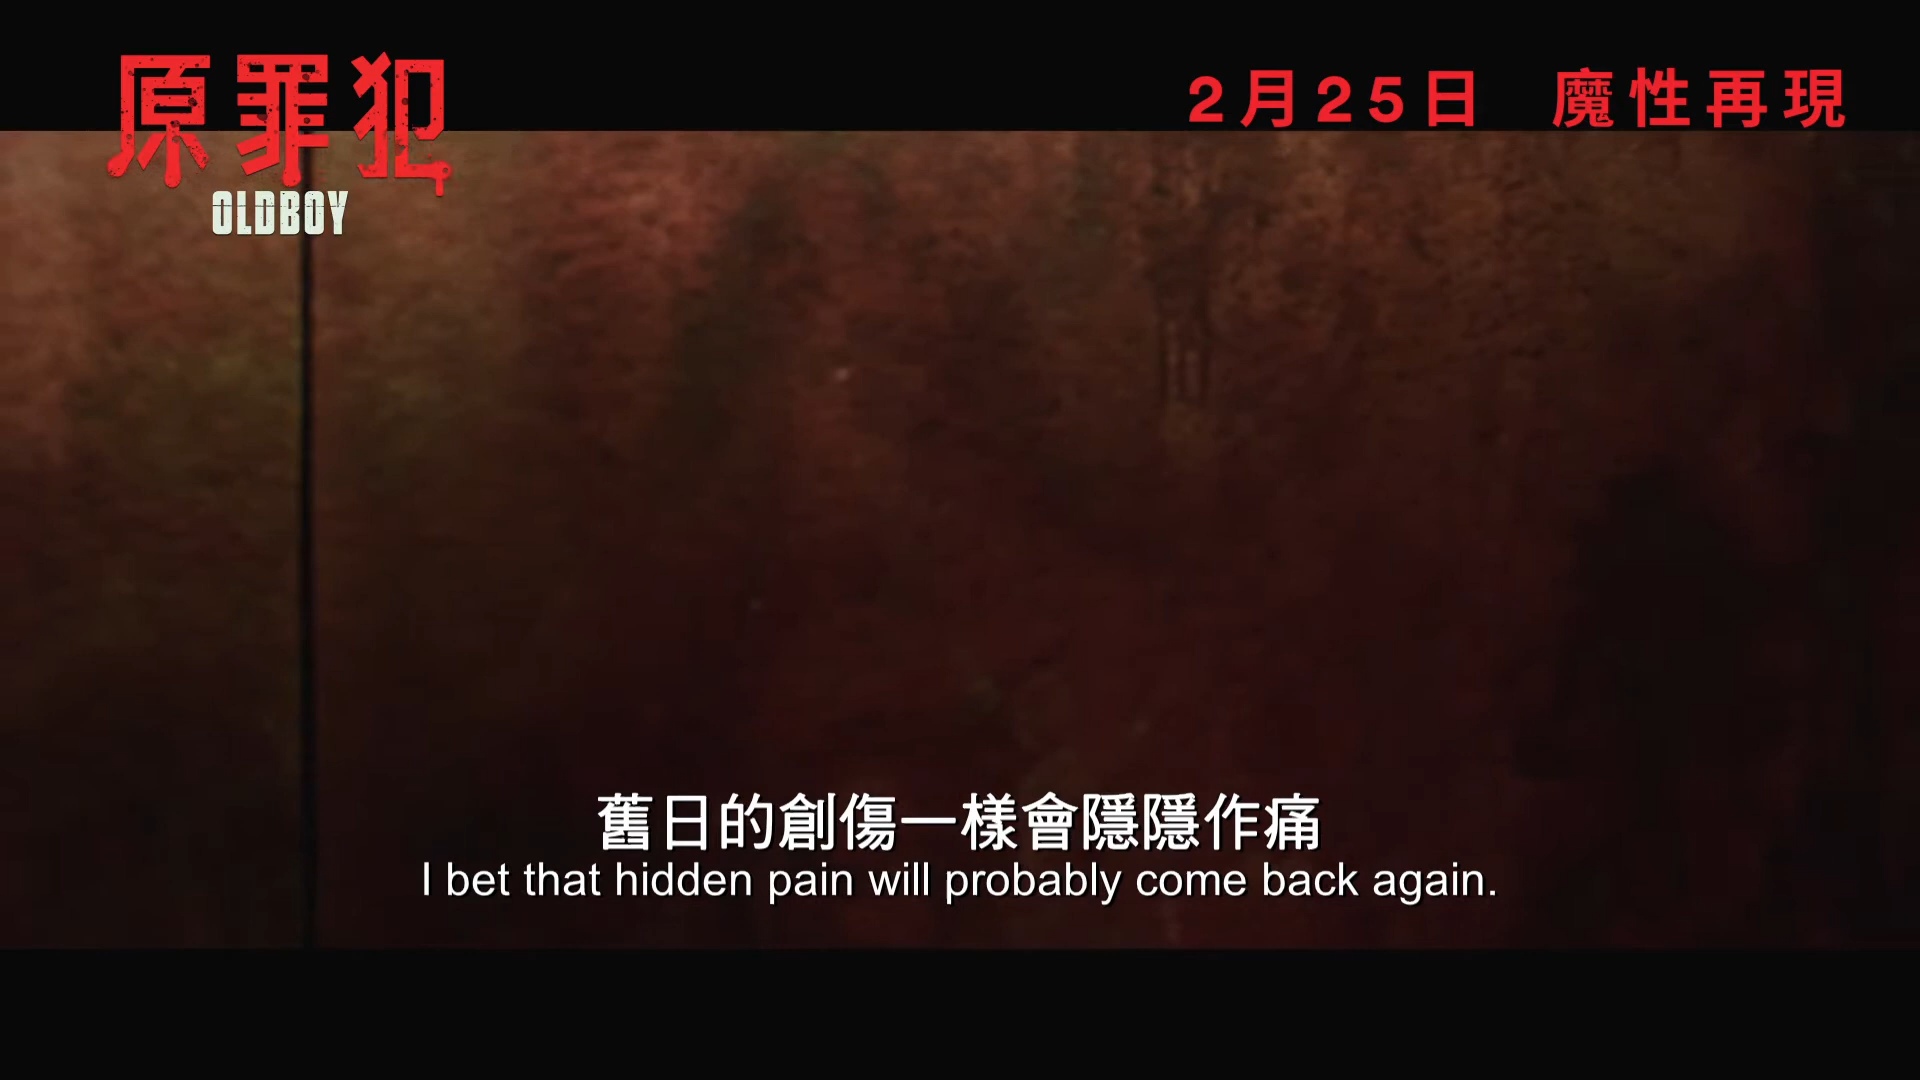 原罪犯
OLDBOY
2月25日 魔性再現
舊日的創傷一樣會隱隱作痛
I bet that hidden pain will probably come back again.